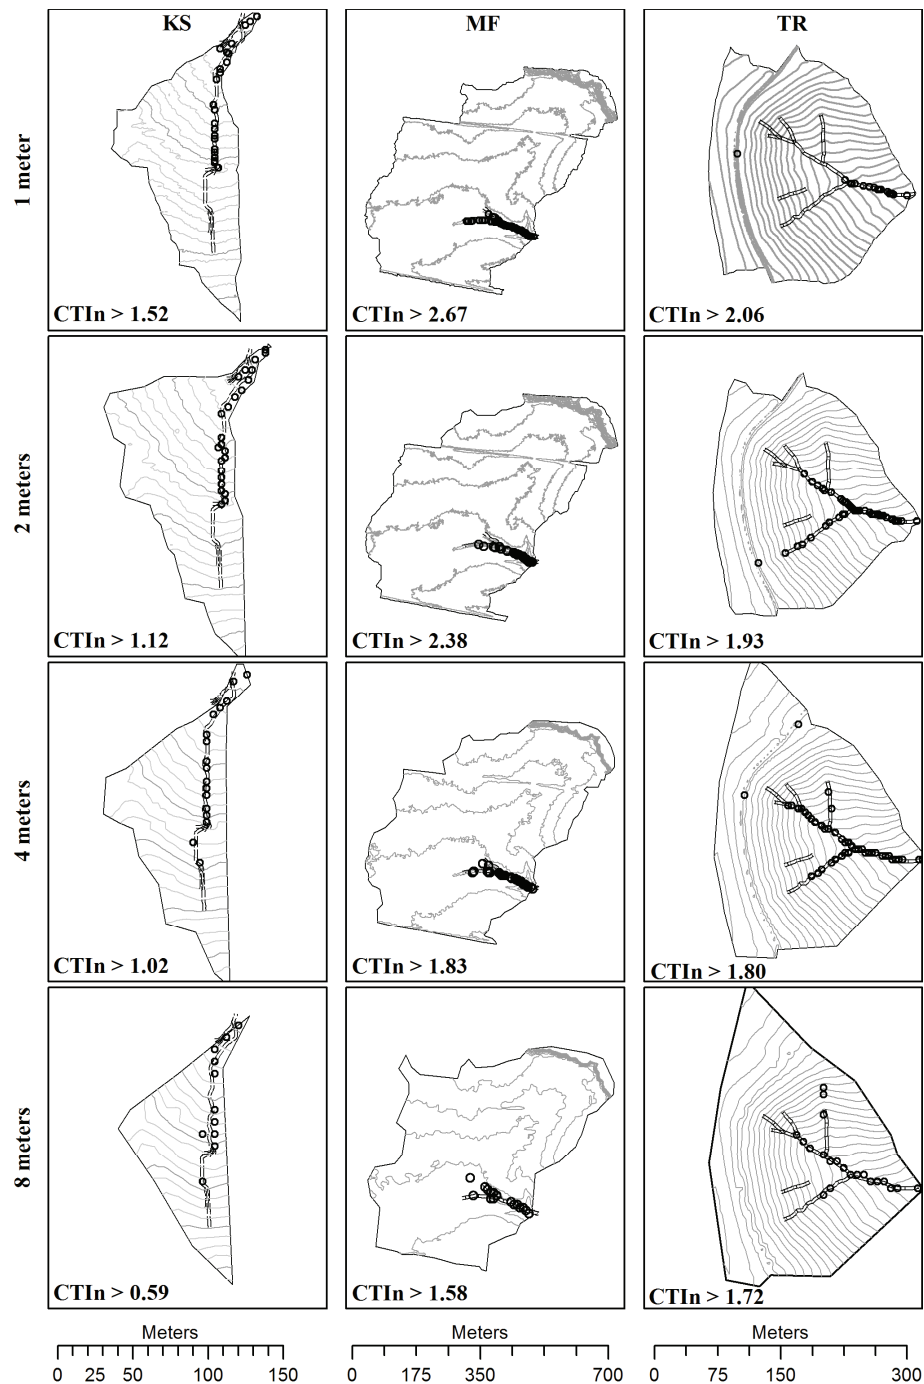 KS MF TR
1 meter
CTIn > 1.52 CTIn > 2.67 CTIn > 2.06
2 meters
CTIn > 1.12 CTIn > 2.38 CTIn > 1.93
4 meters
CTIn > 1.02 CTIn > 1.83 CTIn > 1.80
8 meters
CTIn > 0.59 CTIn > 1.58 CTIn > 1.72
Meters Meters Meters
0 25 50 100 150 0 175 350 700 0 75 150 300